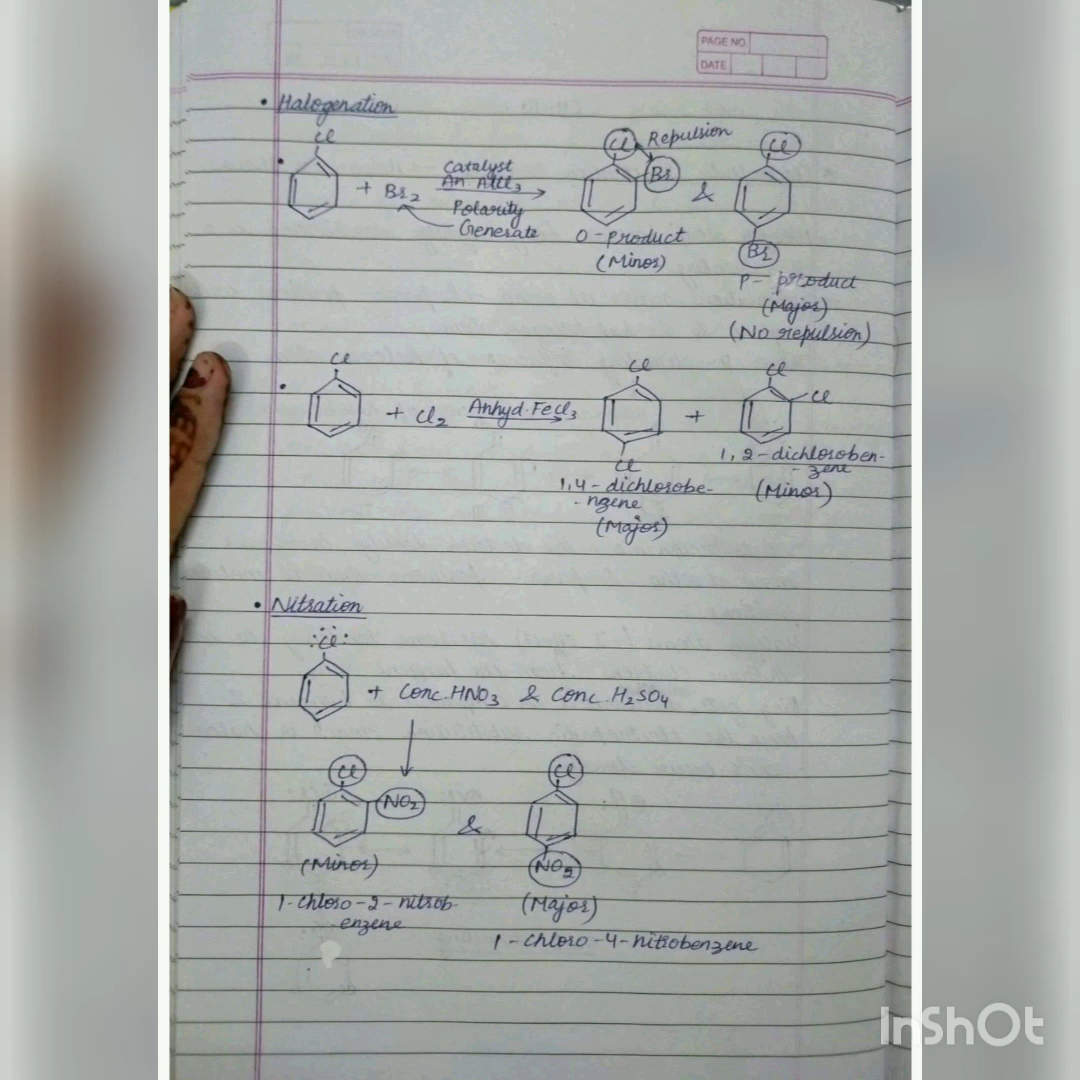 PAGE NO
DATE
• Halogenation
Cl
+ Br2
Catalyst
An. AlCl3
Polarity
Generate
Cl Repulsion
Br
O-product
(Minor)
&
Cl
Br
P- product
(Major)
(No repulsion)
Cl
+ Cl2 Anhyd. FeCl3
Cl
Cl
1,4-dichlorobe-
-nzene
(Major)
+
Cl
Cl
1,2-dichloroben-
-zene
(Minor)
• Nitration
Cl
+ Conc. HNO3 & Conc. H2SO4
Cl
NO2
(Minor)
1-chloro-2-nitrob-
enzene
&
Cl
NO2
(Major)
1-chloro-4-nitrobenzene
InShOt